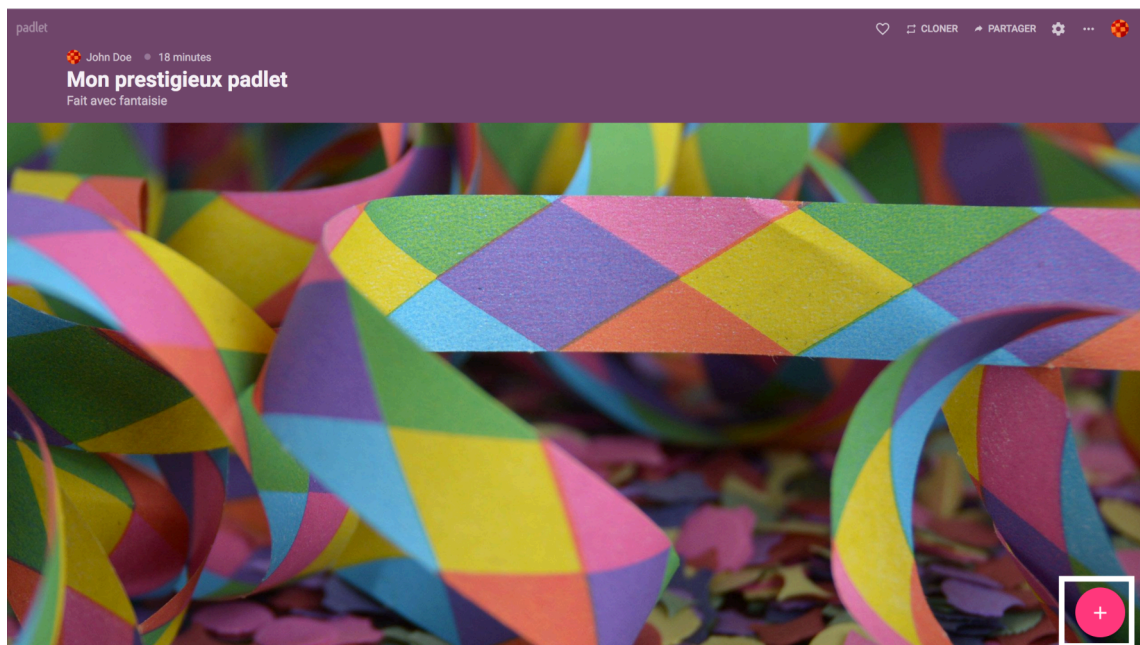 padlet
CLONER PARTAGER
John Doe 18 minutes
Mon prestigieux padlet
Fait avec fantaisie